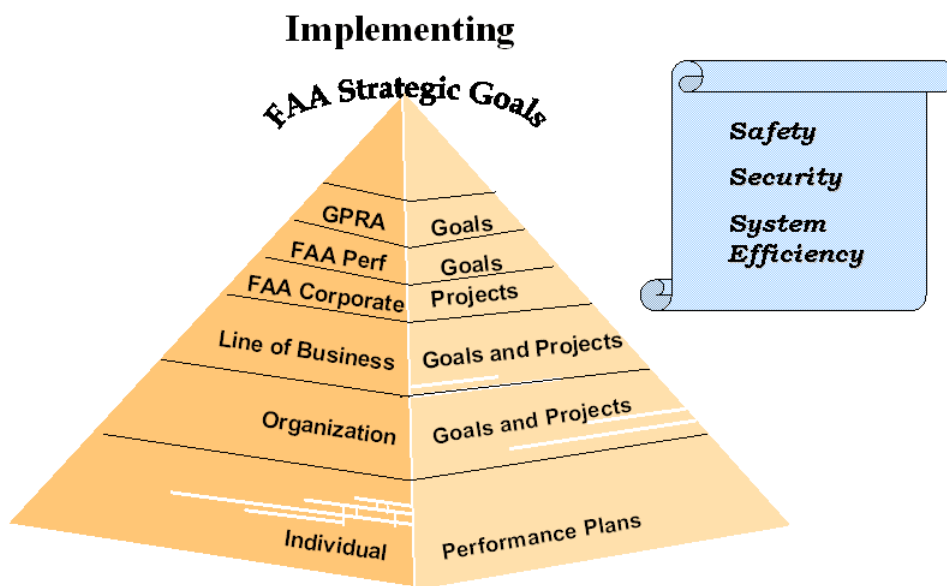 Implementing
FAA Strategic Goals
Safety
Security
System
Efficiency
GPRA Goals
FAA Perf Goals
FAA Corporate Projects
Line of Business Goals and Projects
Organization Goals and Projects
Individual Performance Plans